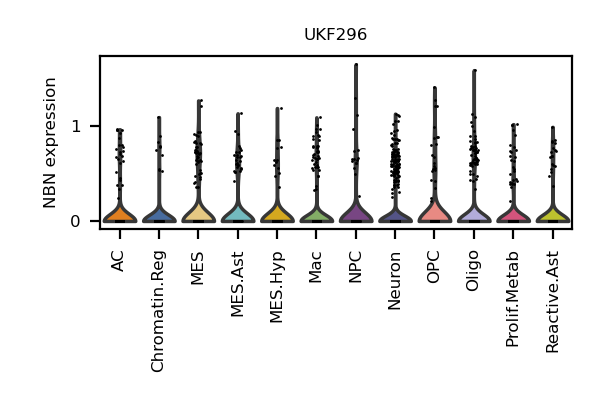 UKF296
NBN expression
1
0
AC
Chromatin.Reg
MES
MES.Ast
MES.Hyp
Mac
NPC
Neuron
OPC
Oligo
Prolif.Metab
Reactive.Ast